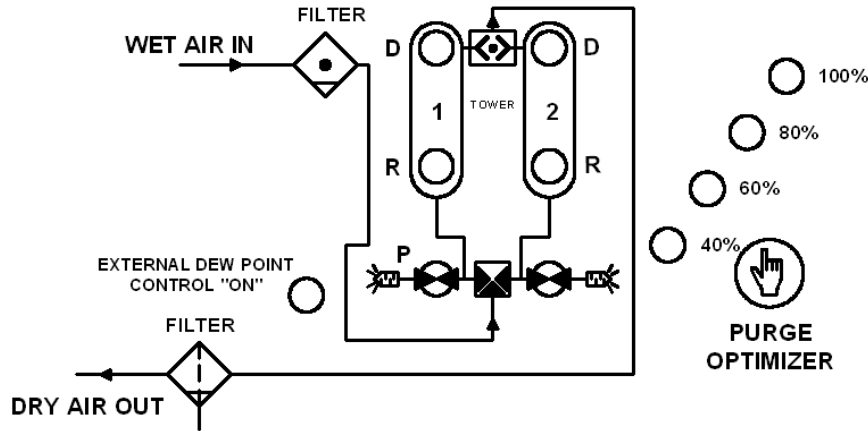 FILTER
WET AIR IN
D
D
1
TOWER
2
R
R
100%
80%
60%
40%
P
EXTERNAL DEW POINT
CONTROL "ON"
FILTER
PURGE
OPTIMIZER
DRY AIR OUT